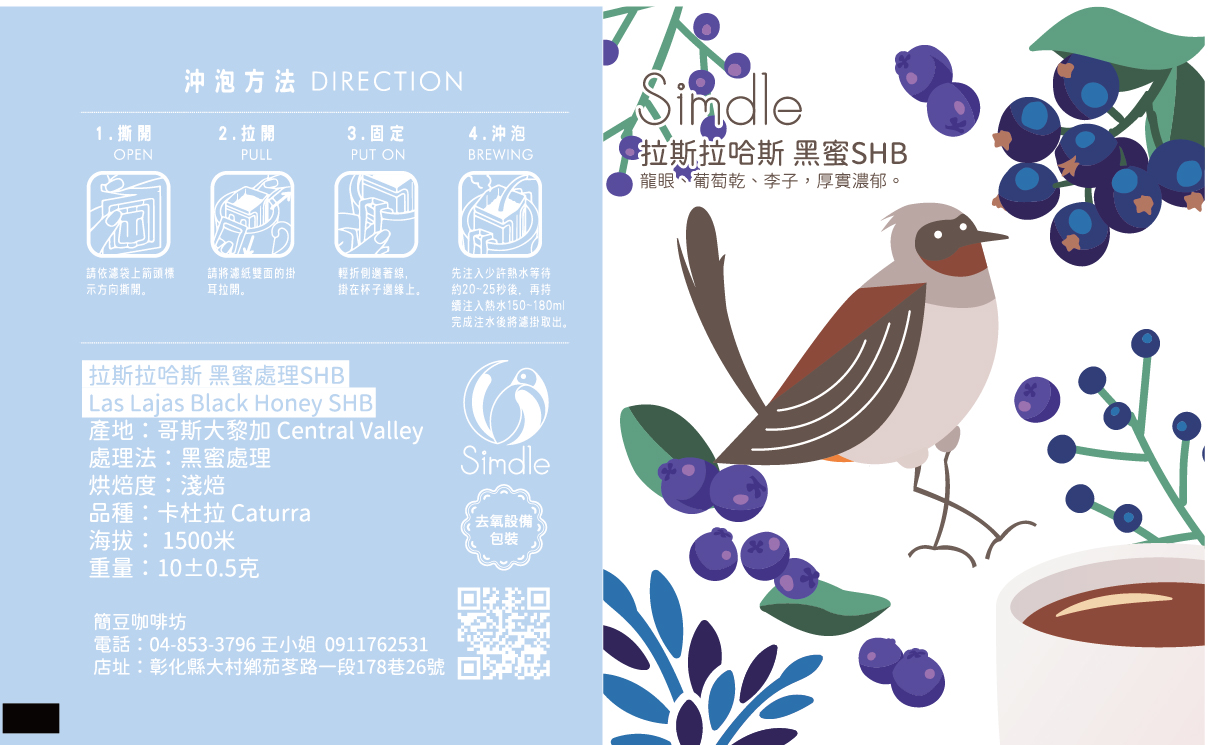 沖泡方法 DIRECTION
1.撕開
OPEN
2.拉開
PULL
3.固定
PUT ON
4.沖泡
BREWING
請依濾袋上箭頭標
示方向撕開。
請將濾紙雙面的掛
耳拉開。
輕折側邊著線,
掛在杯子邊緣上。
先注入少許熱水等待
約20~25秒後, 再持
續注入熱水150~180ml
完成注水後將濾掛取出。
拉斯拉哈斯 黑蜜處理SHB
Las Lajas Black Honey SHB
產地：哥斯大黎加 Central Valley
處理法：黑蜜處理
烘焙度：淺焙
品種：卡杜拉 Caturra
海拔： 1500米
重量：10±0.5克
Simdle
去氧設備
包裝
簡豆咖啡坊
電話：04-853-3796 王小姐 0911762531
店址：彰化縣大村鄉茄苳路一段178巷26號
Simdle
拉斯拉哈斯 黑蜜SHB
龍眼、葡萄乾、李子，厚實濃郁。